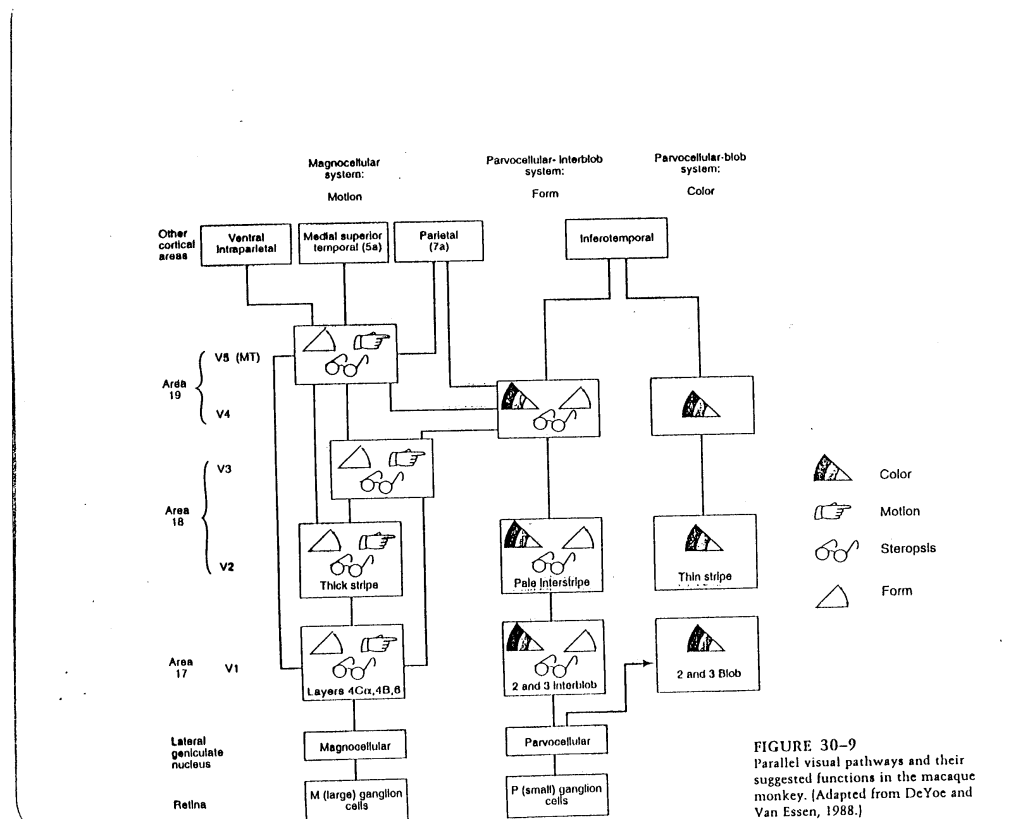 Magnocellular
system:
Motion
Parvocellular- Interblob
system:
Form
Parvocellular-blob
system:
Color
Other
cortical
areas
Ventral
Intraparietal
Medial superior
temporal (5a)
Parietal
(7a)
Inferotemporal
Area
19
V5 (MT)
V4
Area
18
V3
V2
Thick stripe
Pale Interstripe
Thin stripe
Color
Motion
Steropsis
Form
Area
17
V1
Layers 4Cα,4B,6
2 and 3 Interblob
2 and 3 Blob
Lateral
geniculate
nucleus
Magnocellular
Parvocellular
Retina
M (large) ganglion
cells
P (small) ganglion
cells
FIGURE 30–9
Parallel visual pathways and their
suggested functions in the macaque
monkey. (Adapted from DeYoe and
Van Essen, 1988.)